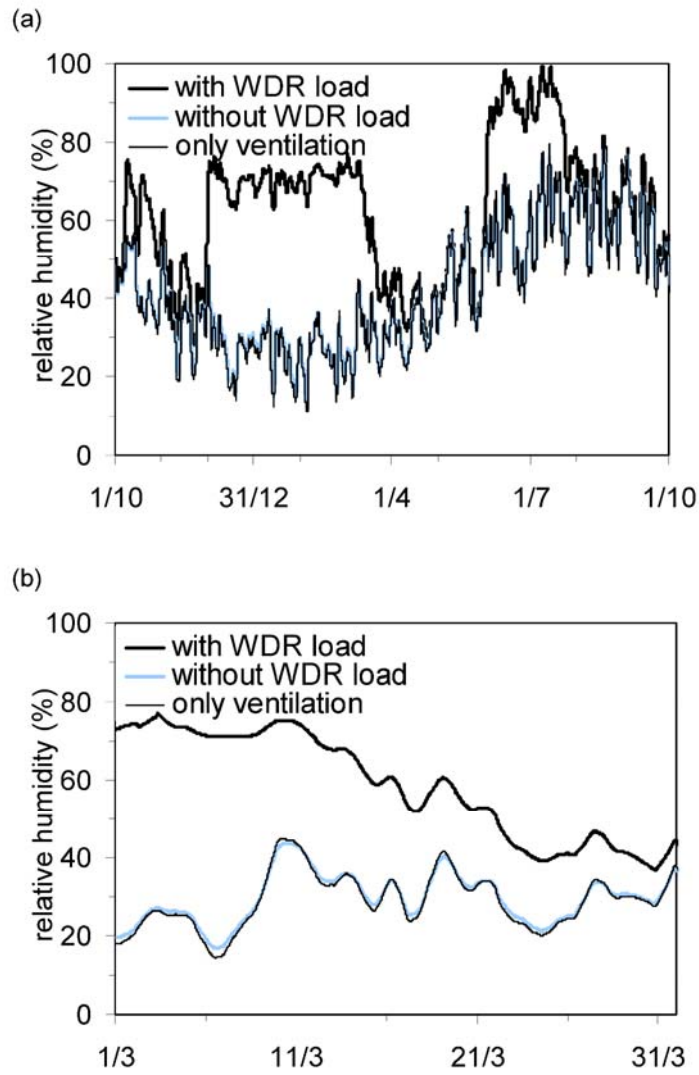 (a)
100
80
60
40
20
0
relative humidity (%)
with WDR load
without WDR load
only ventilation
1/10 31/12 1/4 1/7 1/10
(b)
100
80
60
40
20
0
relative humidity (%)
with WDR load
without WDR load
only ventilation
1/3 11/3 21/3 31/3